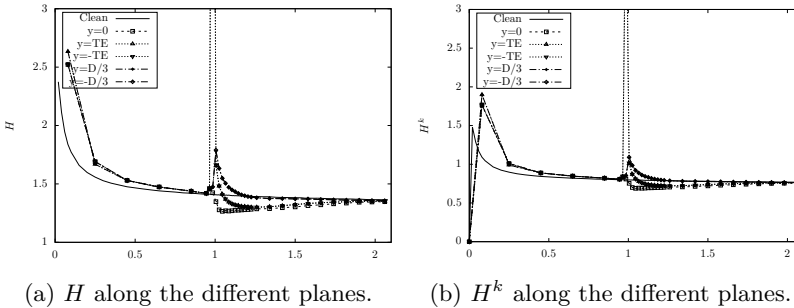 3
2.5
2
1.5
1
H
0
0.5
1
1.5
2
Clean
y=0
y=TE
y=-TE
y=D/3
y=-D/3
3
2.5
2
1.5
1
0.5
0
H^k
0
0.5
1
1.5
2
Clean
y=0
y=TE
y=-TE
y=D/3
y=-D/3
(a) H along the different planes.
(b) H^k along the different planes.